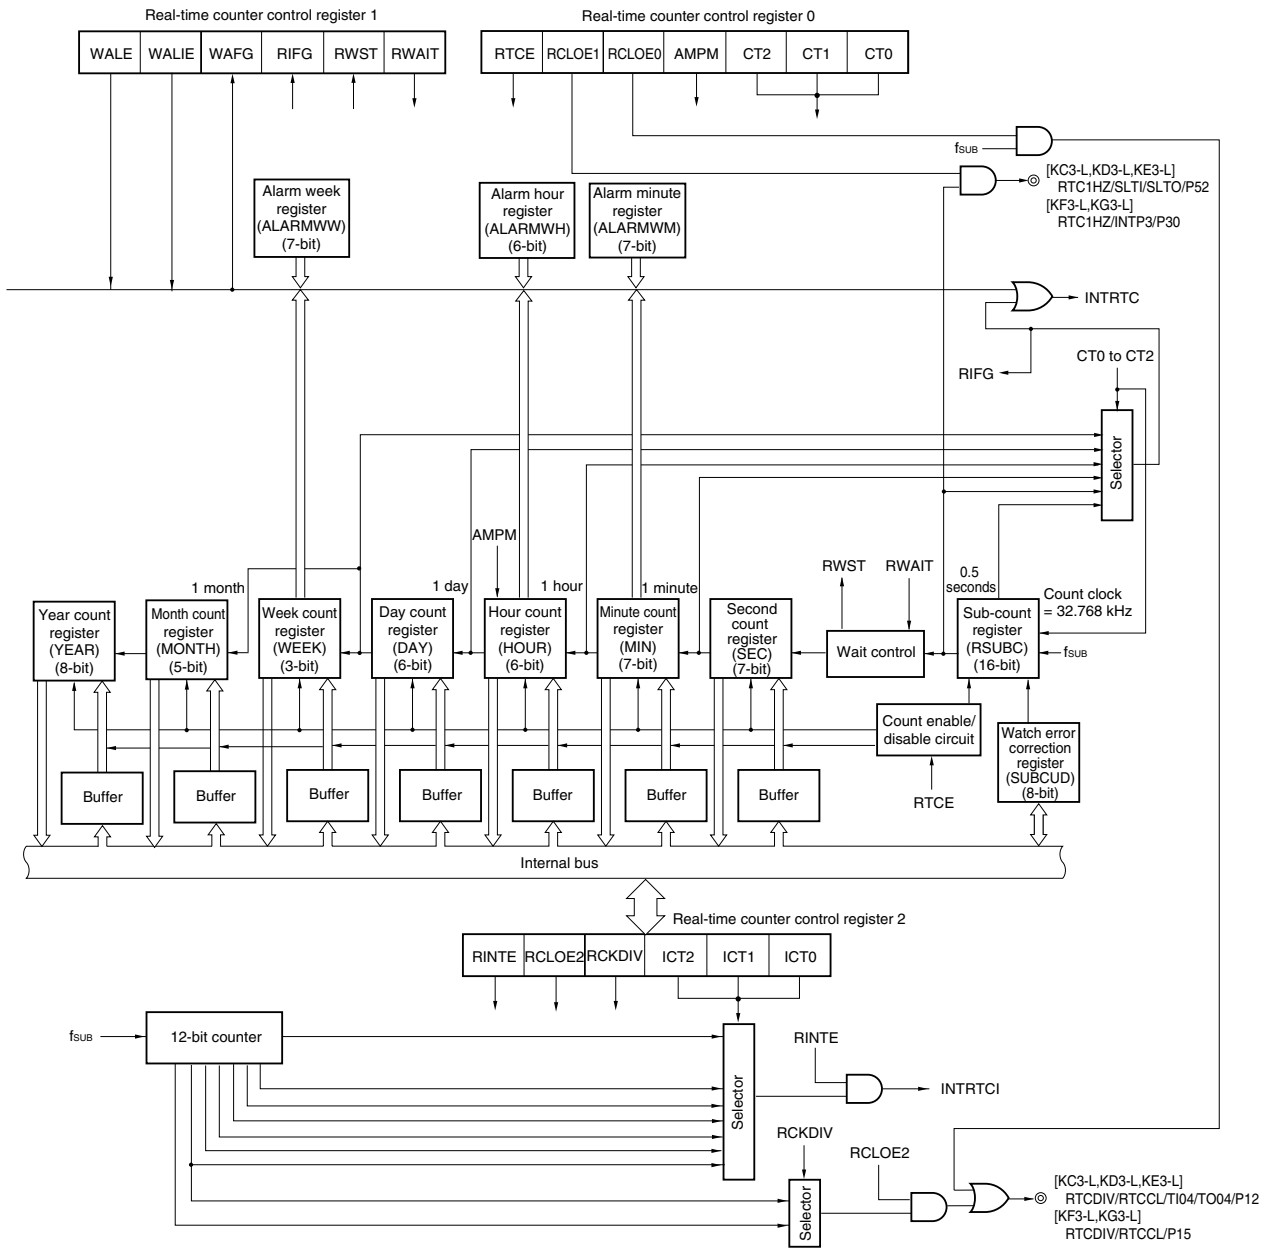 Real-time counter control register 1
Real-time counter control register 0
WALE WALIE WAFG RIFG RWST RWAIT
RTCE RCLOE1 RCLOE0 AMPM CT2 CT1 CT0
fSUB
[KC3-L,KD3-L,KE3-L]
RTC1HZ/SLTI/SLTO/P52
[KF3-L,KG3-L]
RTC1HZ/INTP3/P30
Alarm week
register
(ALARMWW)
(7-bit)
Alarm hour
register
(ALARMWH)
(6-bit)
Alarm minute
register
(ALARMWM)
(7-bit)
INTRTC
CT0 to CT2
RIFG
Selector
AMPM
1 month
1 day
1 hour
1 minute
RWST
RWAIT
0.5
seconds
Count clock
= 32.768 kHz
Year count
register
(YEAR)
(8-bit)
Month count
register
(MONTH)
(5-bit)
Week count
register
(WEEK)
(3-bit)
Day count
register
(DAY)
(6-bit)
Hour count
register
(HOUR)
(6-bit)
Minute count
register
(MIN)
(7-bit)
Second
count
register
(SEC)
(7-bit)
Wait control
Sub-count
register
(RSUBC)
(16-bit)
fSUB
Count enable/
disable circuit
Watch error
correction
register
(SUBCUD)
(8-bit)
RTCE
Buffer
Buffer
Buffer
Buffer
Buffer
Buffer
Buffer
Internal bus
Real-time counter control register 2
RINTE RCLOE2 RCKDIV ICT2 ICT1 ICT0
fSUB
12-bit counter
Selector
RINTE
INTRTCI
RCKDIV
RCLOE2
Selector
[KC3-L,KD3-L,KE3-L]
RTCDIV/RTCCL/TI04/TO04/P12
[KF3-L,KG3-L]
RTCDIV/RTCCL/P15